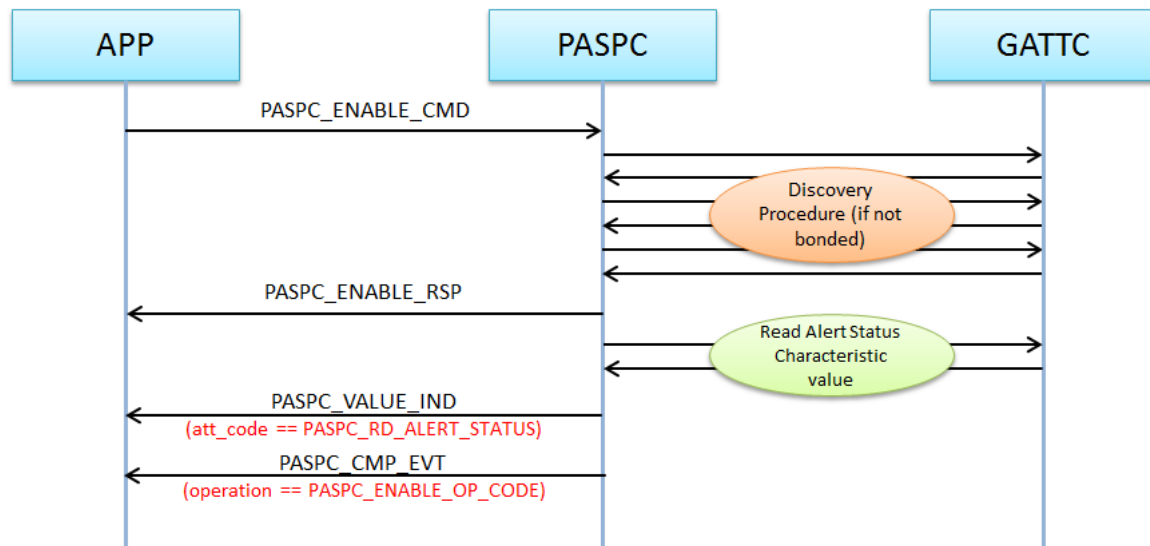 APP
PASPC
GATTC
PASPC_ENABLE_CMD
Discovery
Procedure (if not
bonded)
PASPC_ENABLE_RSP
Read Alert Status
Characteristic
value
PASPC_VALUE_IND
(att_code == PASPC_RD_ALERT_STATUS)
PASPC_CMP_EVT
(operation == PASPC_ENABLE_OP_CODE)